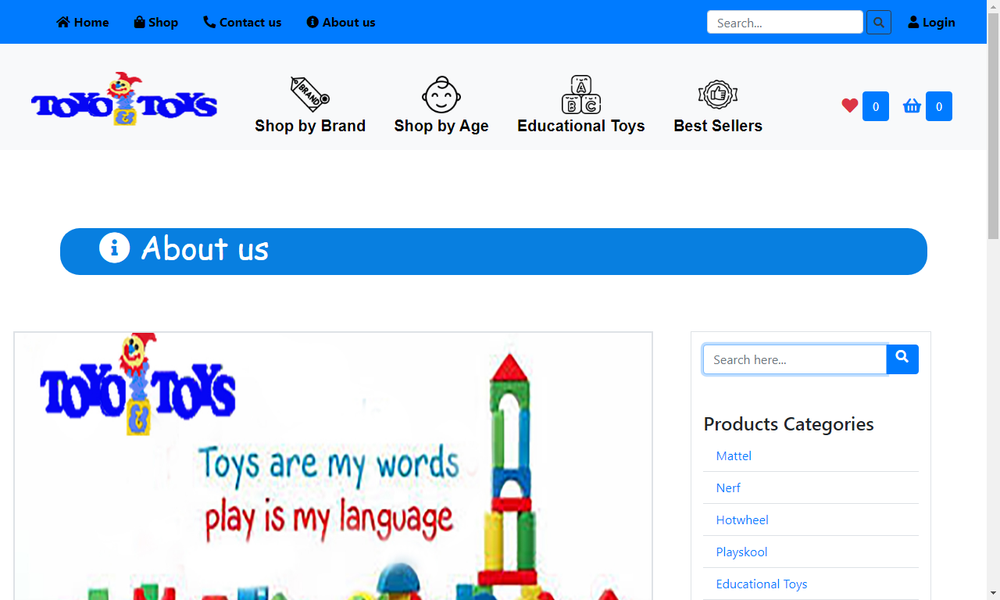 Home Shop Contact us About us Search... Login
TOYO & TOYS
BRAND
A
B C
Shop by Brand Shop by Age Educational Toys Best Sellers
0 0
About us
TOYO & TOYS
Toys are my words
play is my language
Search here...
Products Categories
Mattel
Nerf
Hotwheel
Playskool
Educational Toys